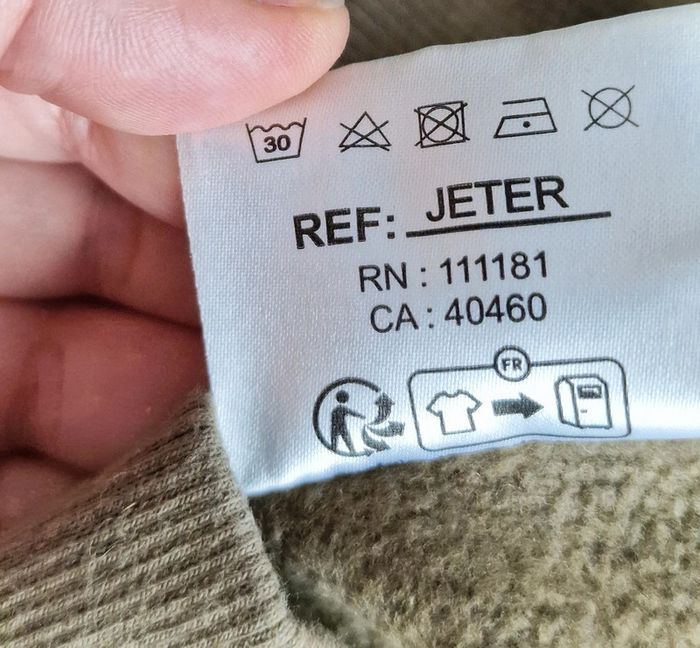 30
REF: JETER
RN : 111181
CA : 40460
FR